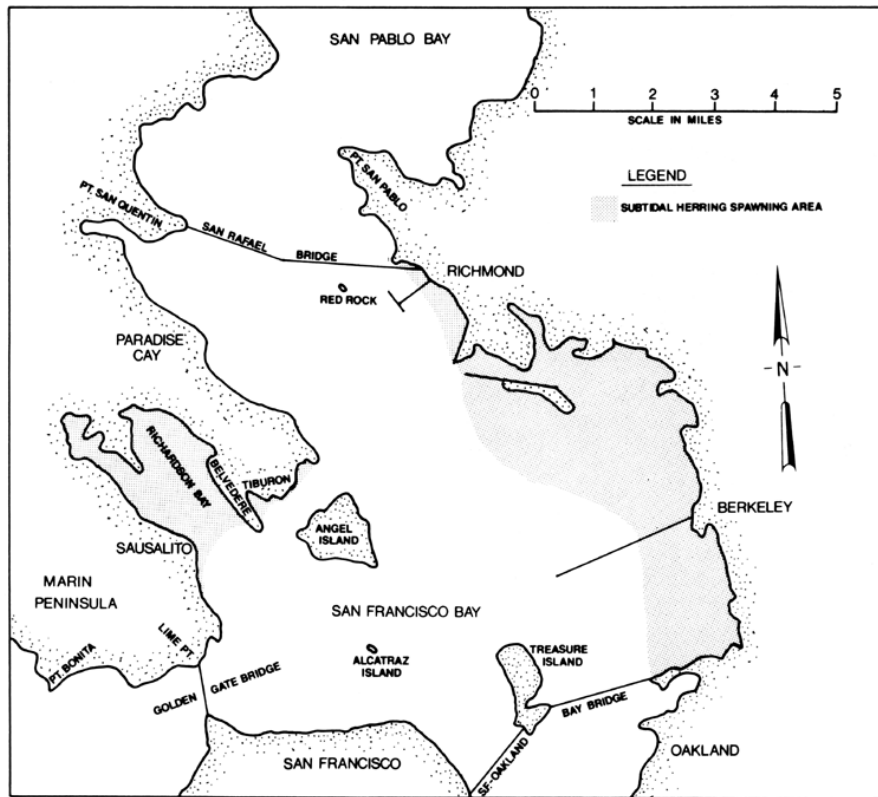 SAN PABLO BAY
0 1 2 3 4 5
SCALE IN MILES
LEGEND
SUBTIDAL HERRING SPAWNING AREA
PT. SAN PABLO
PT. SAN QUENTIN
SAN RAFAEL
BRIDGE
RICHMOND
RED ROCK
PARADISE
CAY
-N-
RICHARDSON BAY
BELVEDERE
TIBURON
ANGEL
ISLAND
BERKELEY
SAUSALITO
MARIN
PENINSULA
SAN FRANCISCO BAY
LIME PT.
PT. BONITA
ALCATRAZ
ISLAND
TREASURE
ISLAND
GOLDEN
GATE BRIDGE
BAY BRIDGE
S.F.-OAKLAND
OAKLAND
SAN FRANCISCO